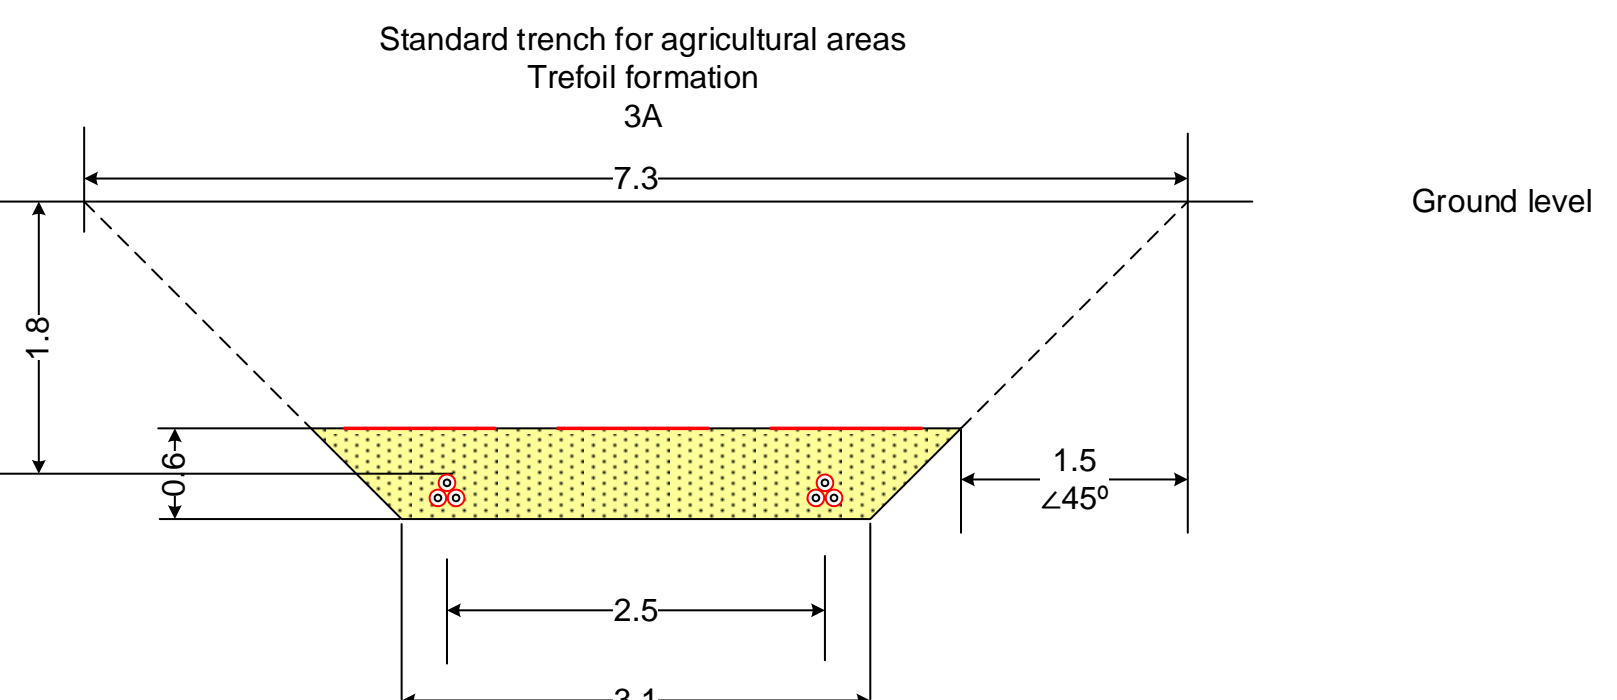 Standard trench for agricultural areas
Trefoil formation
3A
7.3
Ground level
1.8
0.6
1.5
∠45º
2.5
3.1